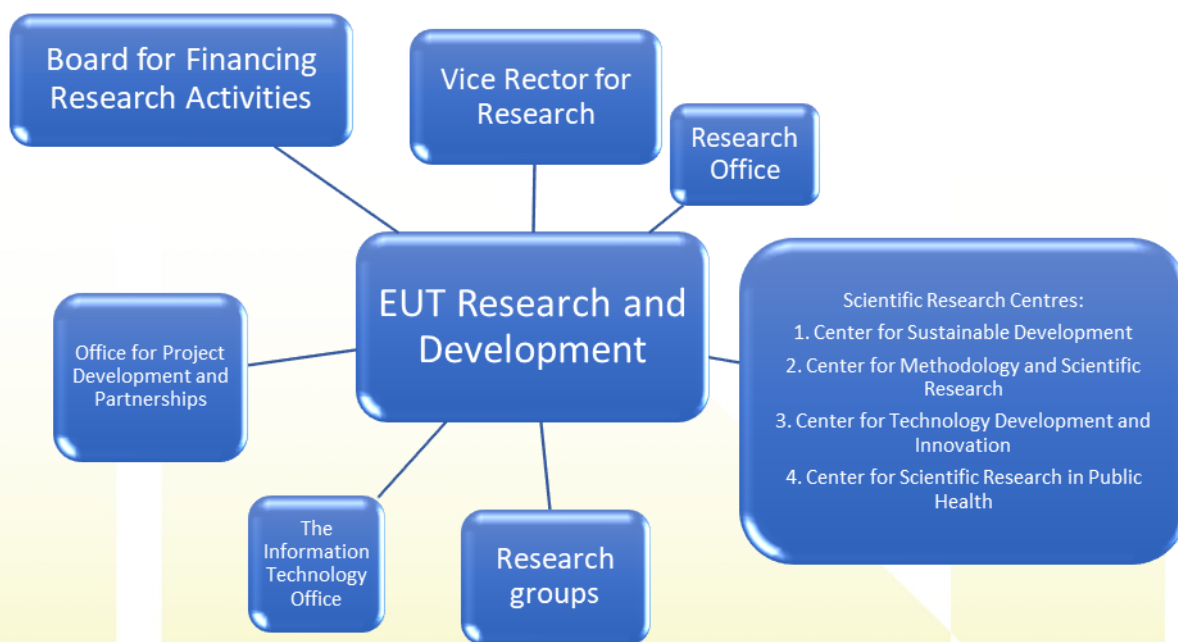 Board for Financing
Research Activities
Vice Rector for
Research
Research
Office
EUT Research and
Development
Scientific Research Centres:
1. Center for Sustainable Development
2. Center for Methodology and Scientific
Research
3. Center for Technology Development and
Innovation
4. Center for Scientific Research in Public
Health
Office for Project
Development and
Partnerships
The
Information
Technology
Office
Research
groups